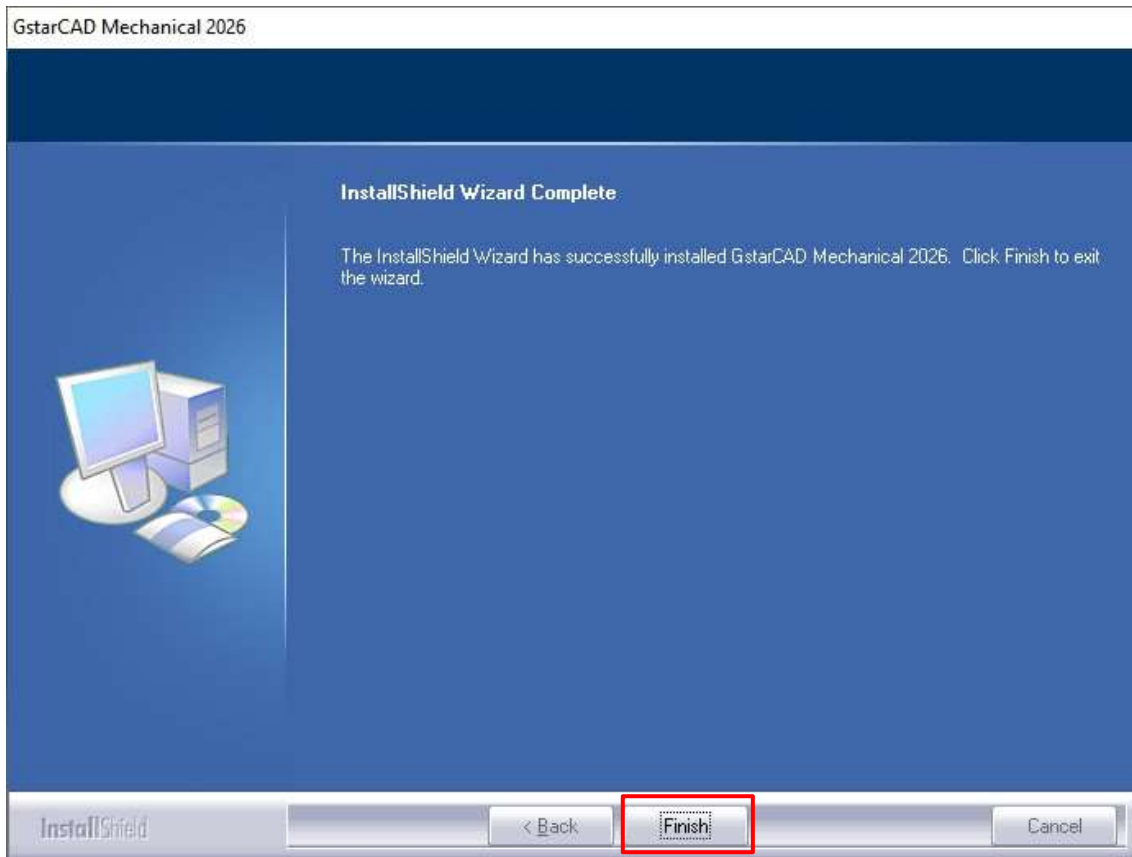 GstarCAD Mechanical 2026
InstallShield Wizard Complete
The InstallShield Wizard has successfully installed GstarCAD Mechanical 2026. Click Finish to exit
the wizard.
InstallShield
< Back
Finish
Cancel